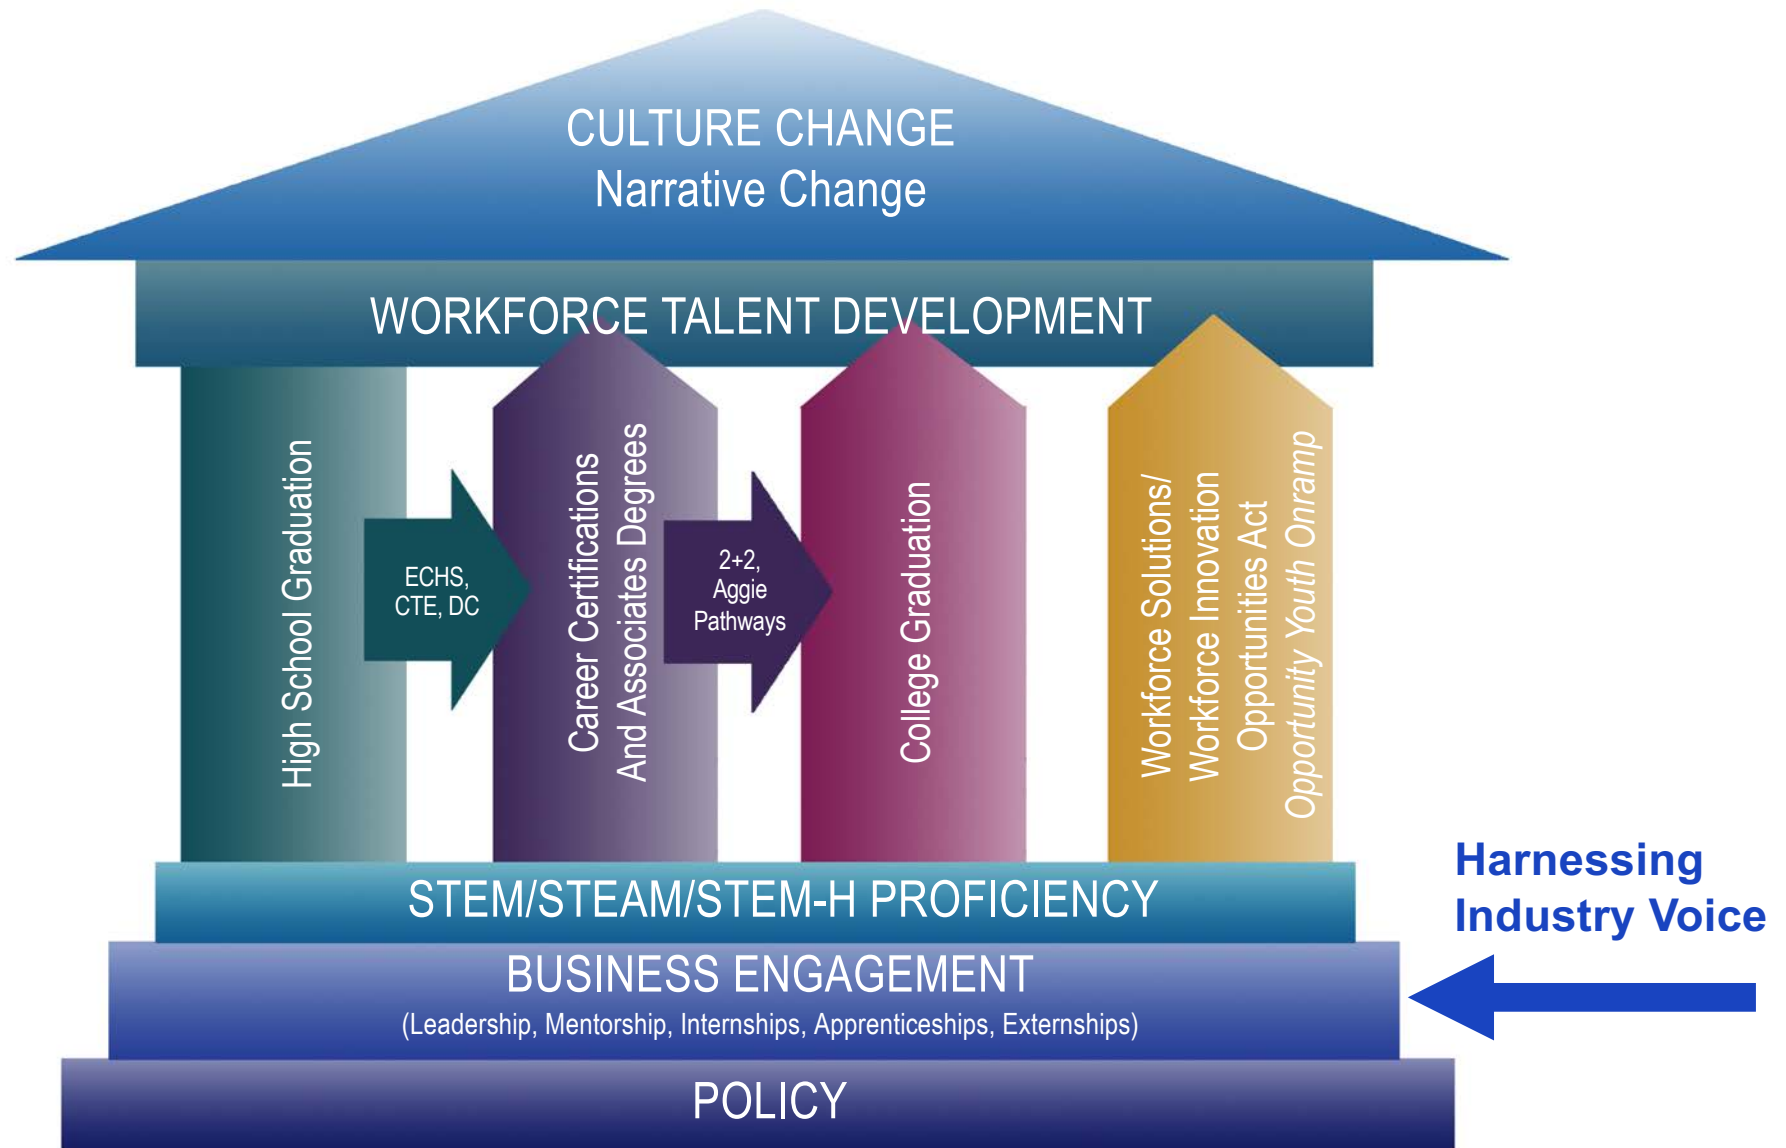 CULTURE CHANGE
Narrative Change
WORKFORCE TALENT DEVELOPMENT
High School Graduation
ECHS,
CTE, DC
Career Certifications
And Associates Degrees
2+2,
Aggie
Pathways
College Graduation
Workforce Solutions/
Workforce Innovation
Opportunities Act
Opportunity Youth Onramp
STEM/STEAM/STEM-H PROFICIENCY
Harnessing
Industry Voice
BUSINESS ENGAGEMENT
(Leadership, Mentorship, Internships, Apprenticeships, Externships)
POLICY